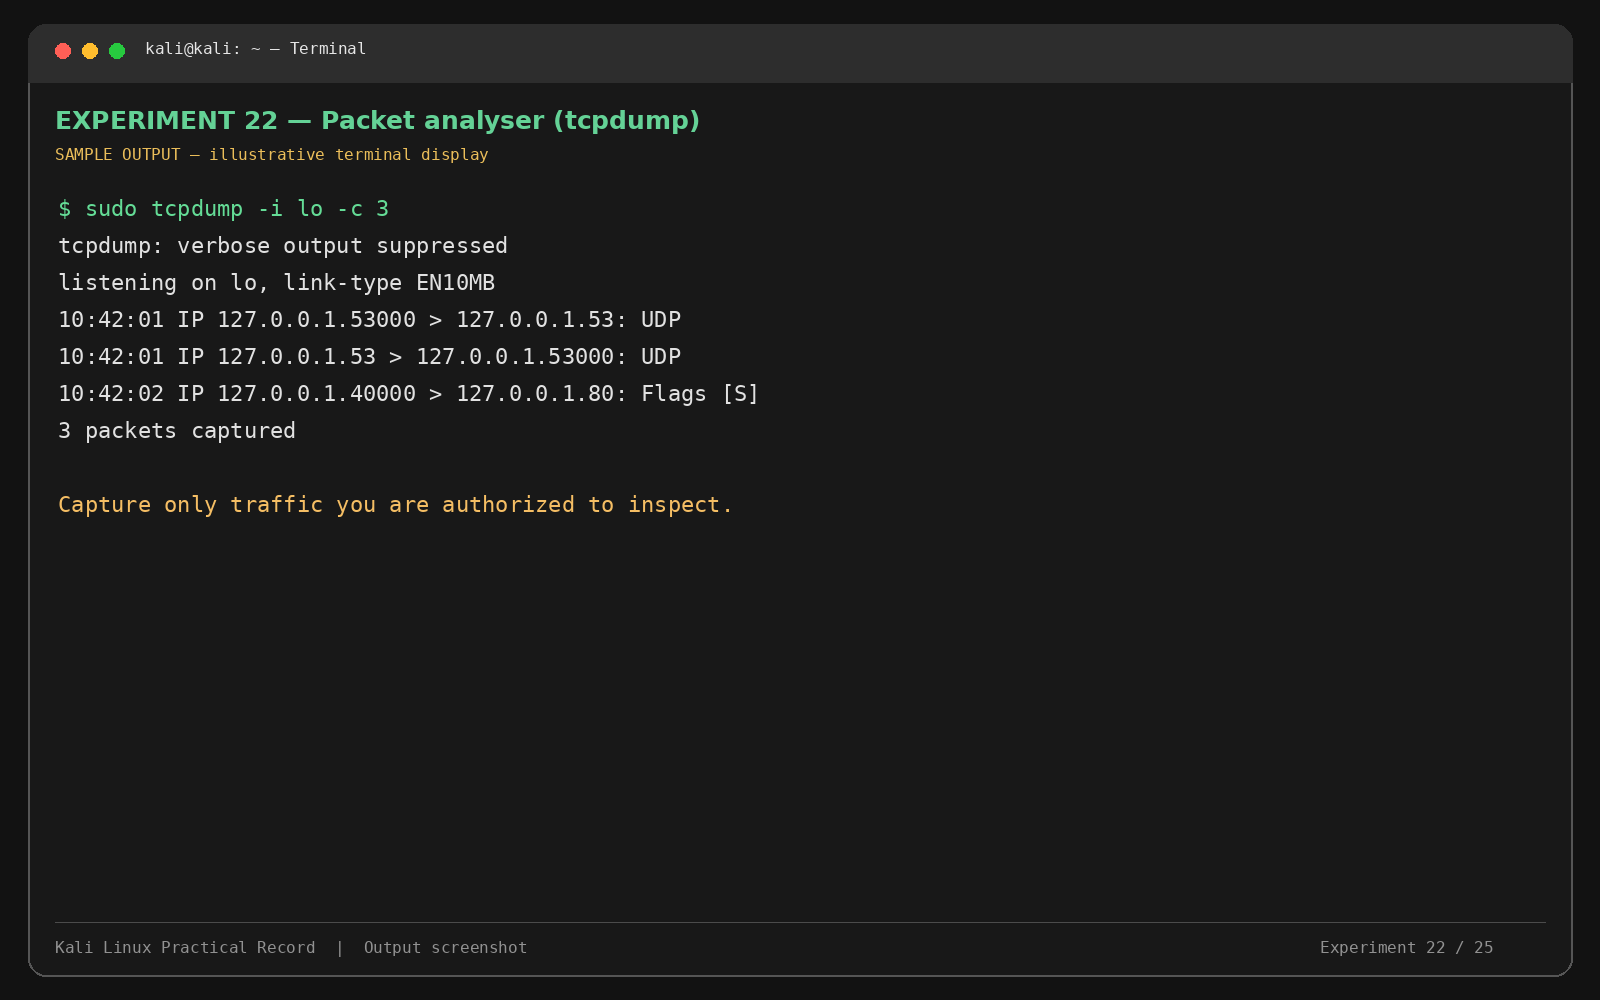 kali@kali: ~ — Terminal
EXPERIMENT 22 — Packet analyser (tcpdump)
SAMPLE OUTPUT — illustrative terminal display
$ sudo tcpdump -i lo -c 3
tcpdump: verbose output suppressed
listening on lo, link-type EN10MB
10:42:01 IP 127.0.0.1.53000 > 127.0.0.1.53: UDP
10:42:01 IP 127.0.0.1.53 > 127.0.0.1.53000: UDP
10:42:02 IP 127.0.0.1.40000 > 127.0.0.1.80: Flags [S]
3 packets captured
Capture only traffic you are authorized to inspect.
Kali Linux Practical Record | Output screenshot
Experiment 22 / 25